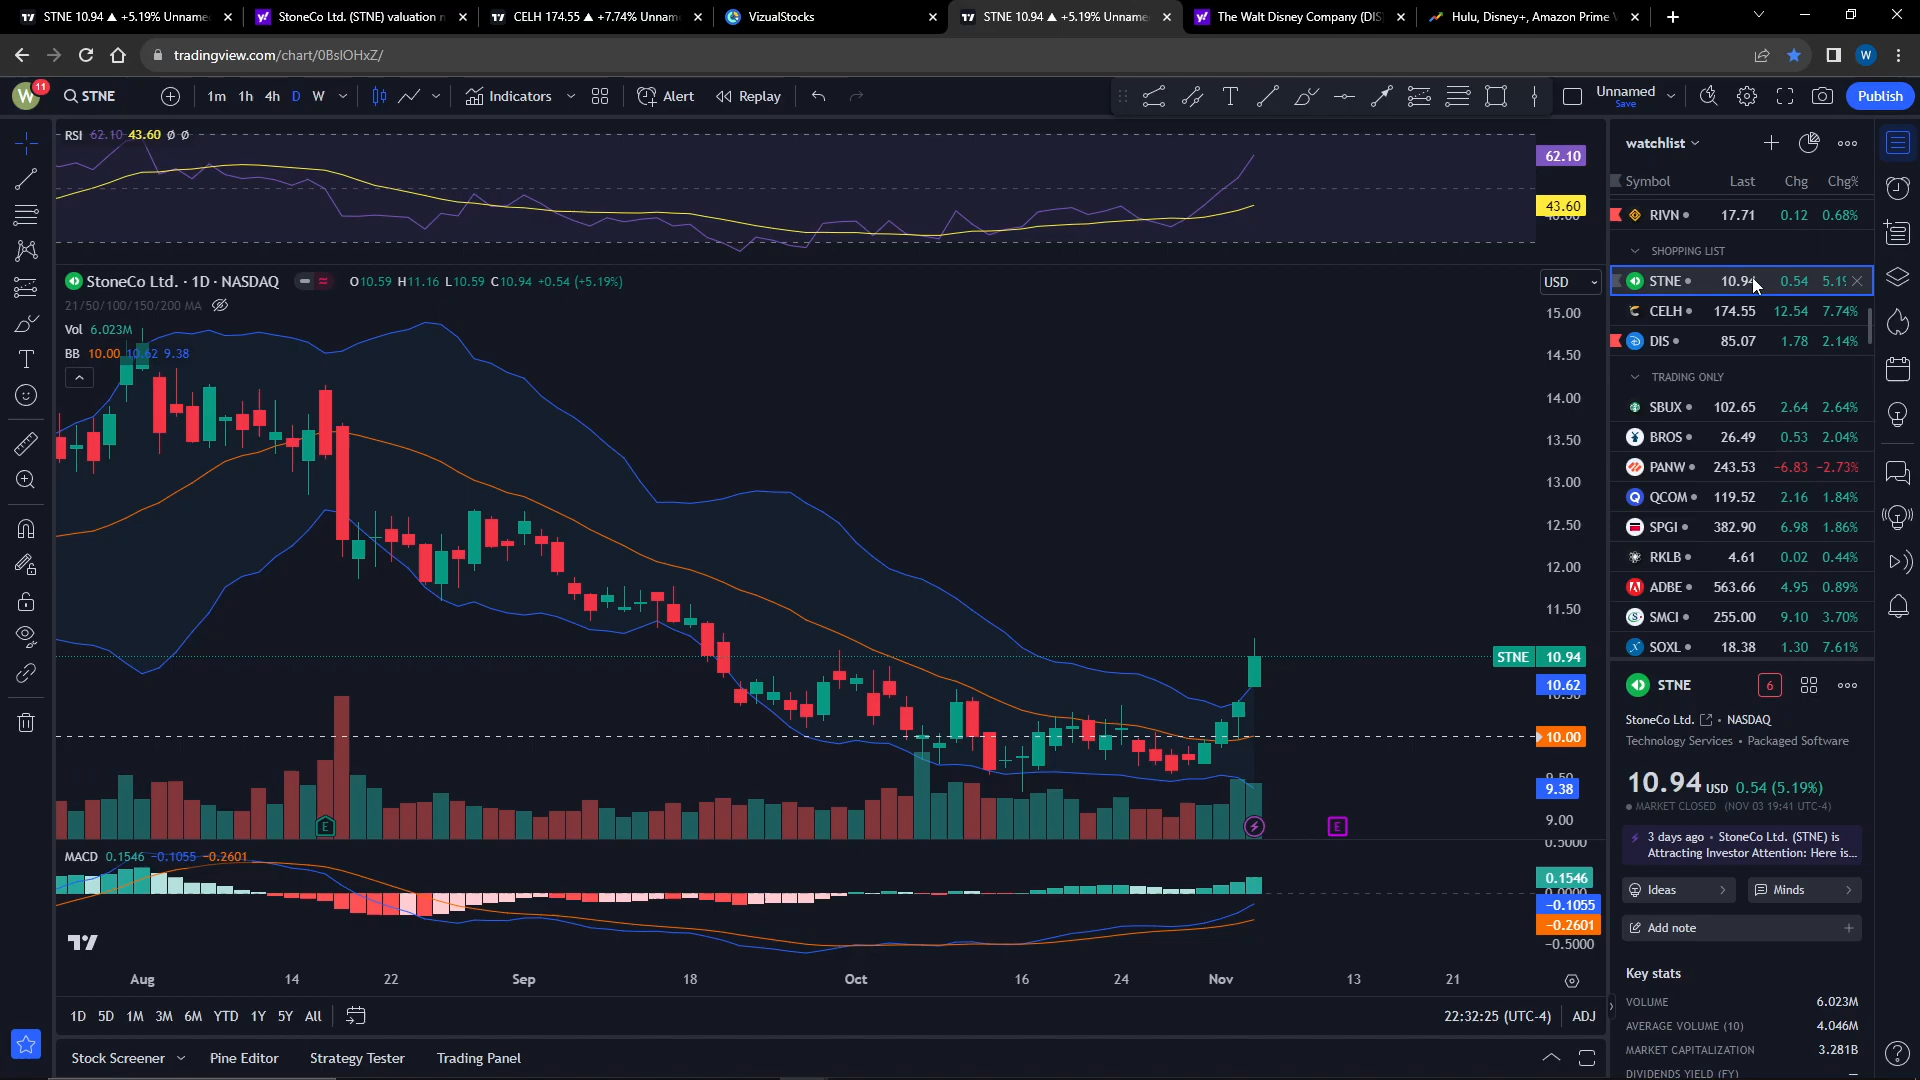 STNE 10.94 ▲ +5.19% Unname
StoneCo Ltd. (STNE) valuation
CELH 174.55 ▲ +7.74% Unnam
VizualStocks
STNE 10.94 ▲ +5.19% Unname
The Walt Disney Company (DIS
Hulu, Disney+, Amazon Prime
tradingview.com/chart/0BsIOHxZ/
W
W 11 STNE 1m 1h 4h D W Indicators Alert Replay Unnamed Save Publish
RSI 62.10 43.60 Ø Ø
62.10
43.60
StoneCo Ltd. · 1D · NASDAQ O10.59 H11.16 L10.59 C10.94 +0.54 (+5.19%)
USD
21/50/100/150/200 MA
Vol 6.023M
BB 10.00 10.62 9.38
15.00
14.50
14.00
13.50
13.00
12.50
12.00
11.50
STNE 10.94
10.62
10.00
9.38
9.00
E E
MACD 0.1546 −0.1055 −0.2601
0.5000
0.1546
0.0000
−0.1055
−0.2601
−0.5000
Aug 14 22 Sep 18 Oct 16 24 Nov 13 21
1D 5D 1M 3M 6M YTD 1Y 5Y All
22:32:25 (UTC-4) ADJ
Stock Screener Pine Editor Strategy Tester Trading Panel
watchlist
Symbol Last Chg Chg%
RIVN 17.71 0.12 0.68%
SHOPPING LIST
STNE 10.94 0.54 5.19
CELH 174.55 12.54 7.74%
DIS 85.07 1.78 2.14%
TRADING ONLY
SBUX 102.65 2.64 2.64%
BROS 26.49 0.53 2.04%
PANW 243.53 −6.83 −2.73%
QCOM 119.52 2.16 1.84%
SPGI 382.90 6.98 1.86%
RKLB 4.61 0.02 0.44%
ADBE 563.66 4.95 0.89%
SMCI 255.00 9.10 3.70%
SOXL 18.38 1.30 7.61%
STNE 6
StoneCo Ltd. • NASDAQ
Technology Services • Packaged Software
10.94 USD 0.54 (5.19%)
MARKET CLOSED (NOV 03 19:41 UTC-4)
3 days ago • StoneCo Ltd. (STNE) is
Attracting Investor Attention: Here is...
Ideas Minds
Add note
Key stats
VOLUME 6.023M
AVERAGE VOLUME (10) 4.046M
MARKET CAPITALIZATION 3.281B
DIVIDENDS YIELD (FY) —